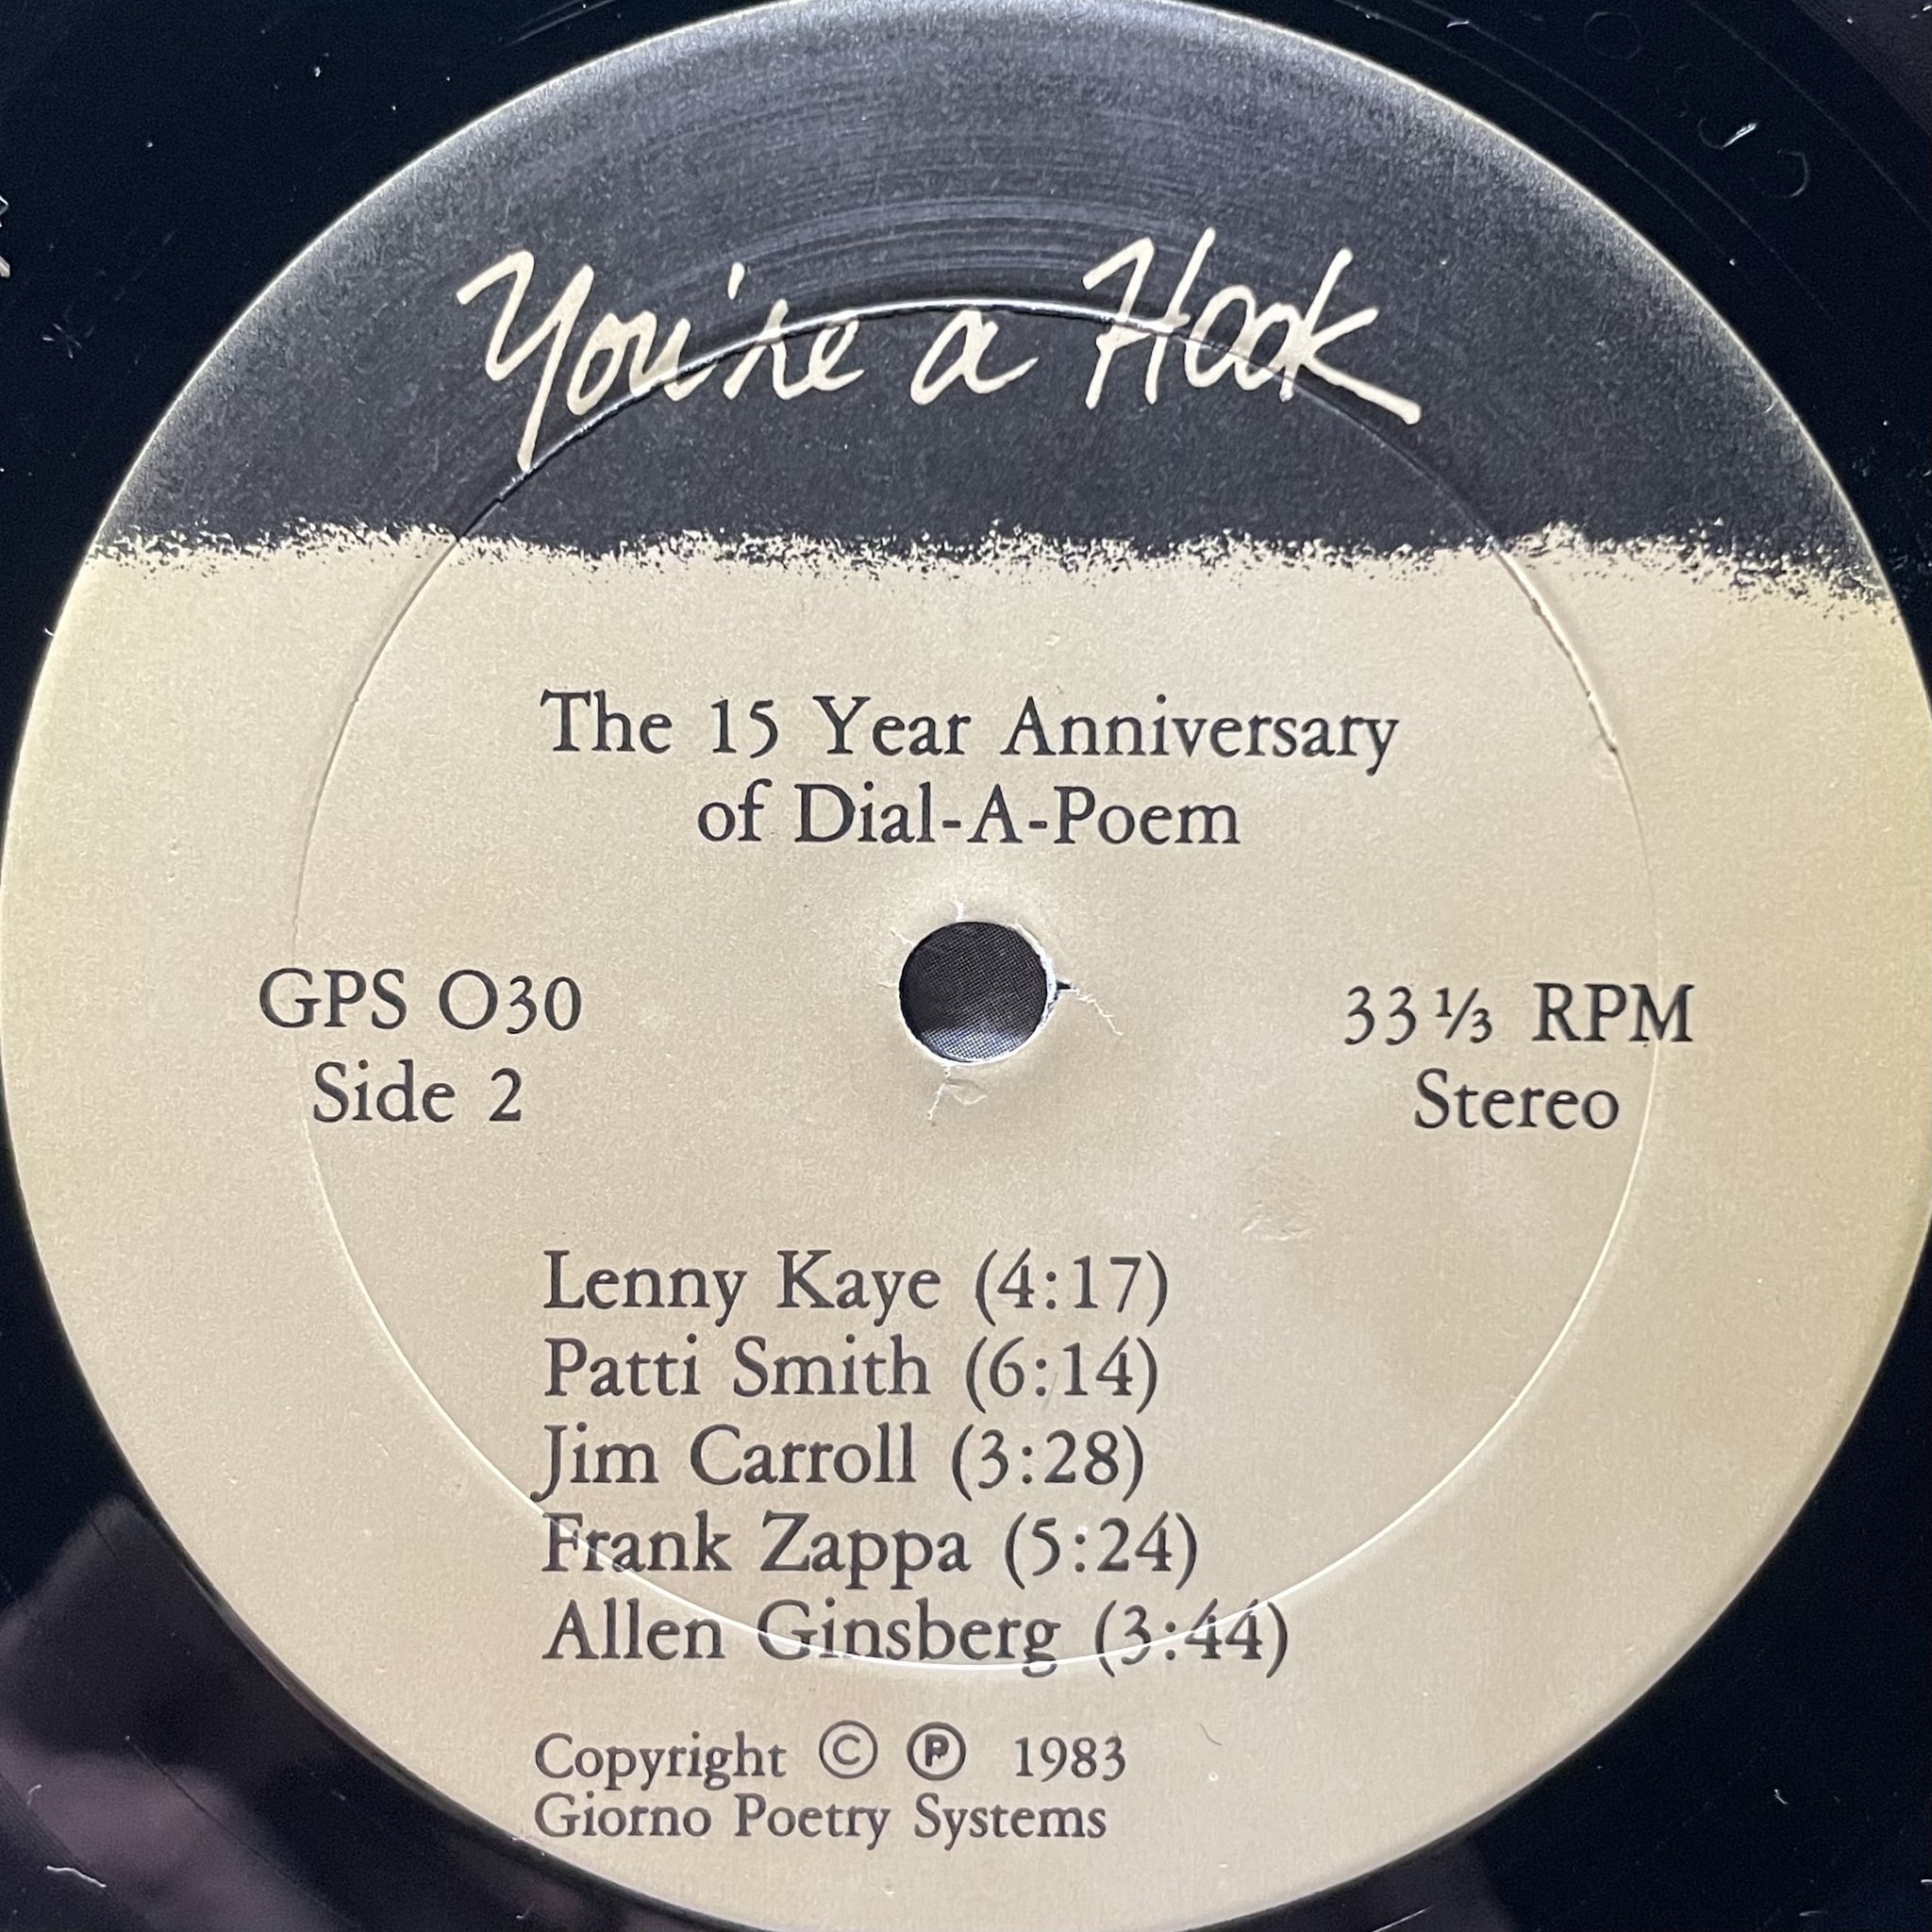 You're a Hook
The 15 Year Anniversary
of Dial-A-Poem
GPS O30
Side 2
33 ⅓ RPM
Stereo
Lenny Kaye (4:17)
Patti Smith (6:14)
Jim Carroll (3:28)
Frank Zappa (5:24)
Allen Ginsberg (3:44)
Copyright © ℗ 1983
Giorno Poetry Systems